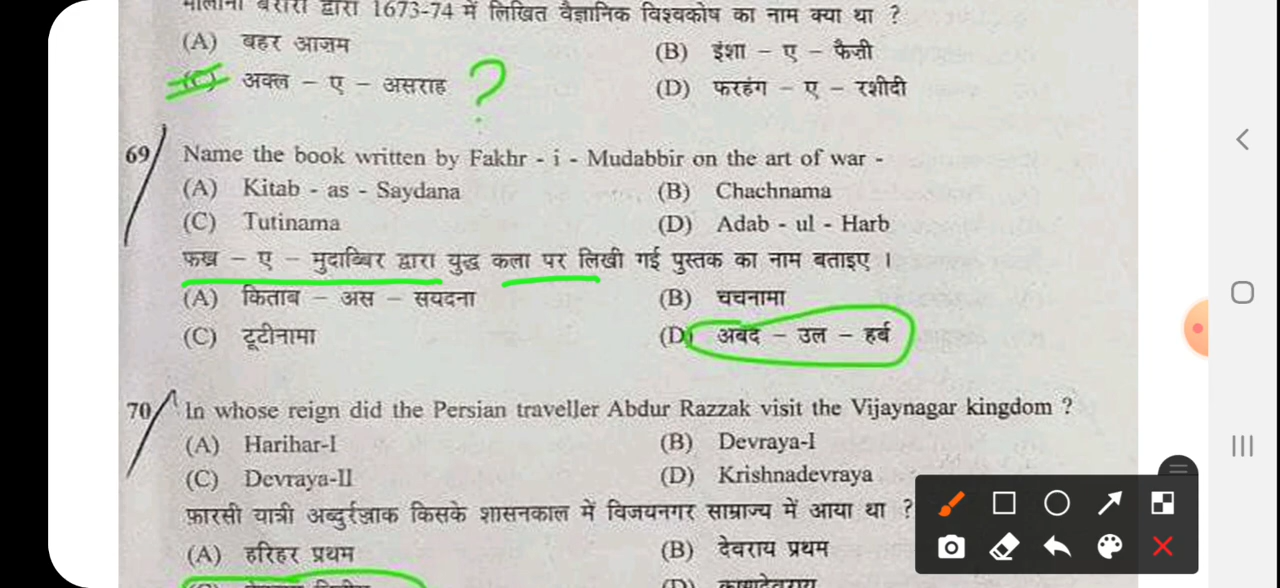 मौलाना बरारी द्वारा 1673-74 में लिखित वैज्ञानिक विश्वकोष का नाम क्या था ?
(A) बहर आजम
(B) इंशा - ए - फैज़ी
(C) अक्ल - ए - असराह ?
(D) फरहंग - ए - रशीदी
69 Name the book written by Fakhr - i - Mudabbir on the art of war -
(A) Kitab - as - Saydana
(B) Chachnama
(C) Tutinama
(D) Adab - ul - Harb
फख्र - ए - मुदाब्बिर द्वारा युद्ध कला पर लिखी गई पुस्तक का नाम बताइए ।
(A) किताब - अस - सयदना
(B) चचनामा
(C) टूटीनामा
(D) अबद - उल - हर्ब
70 In whose reign did the Persian traveller Abdur Razzak visit the Vijaynagar kingdom ?
(A) Harihar-I
(B) Devraya-I
(C) Devraya-II
(D) Krishnadevraya
फ़ारसी यात्री अब्दुर्रज़्ज़ाक किसके शासनकाल में विजयनगर साम्राज्य में आया था ?
(A) हरिहर प्रथम
(B) देवराय प्रथम